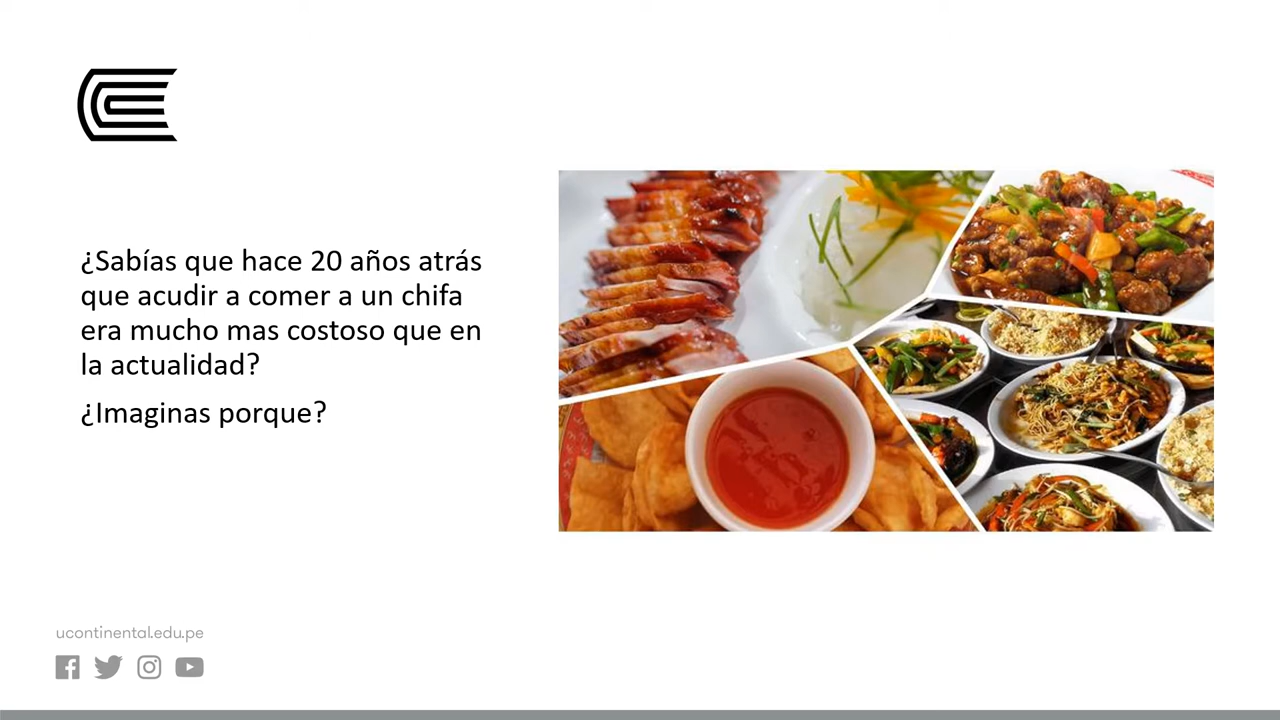 ¿Sabías que hace 20 años atrás
que acudir a comer a un chifa
era mucho mas costoso que en
la actualidad?
¿Imaginas porque?
ucontinental.edu.pe